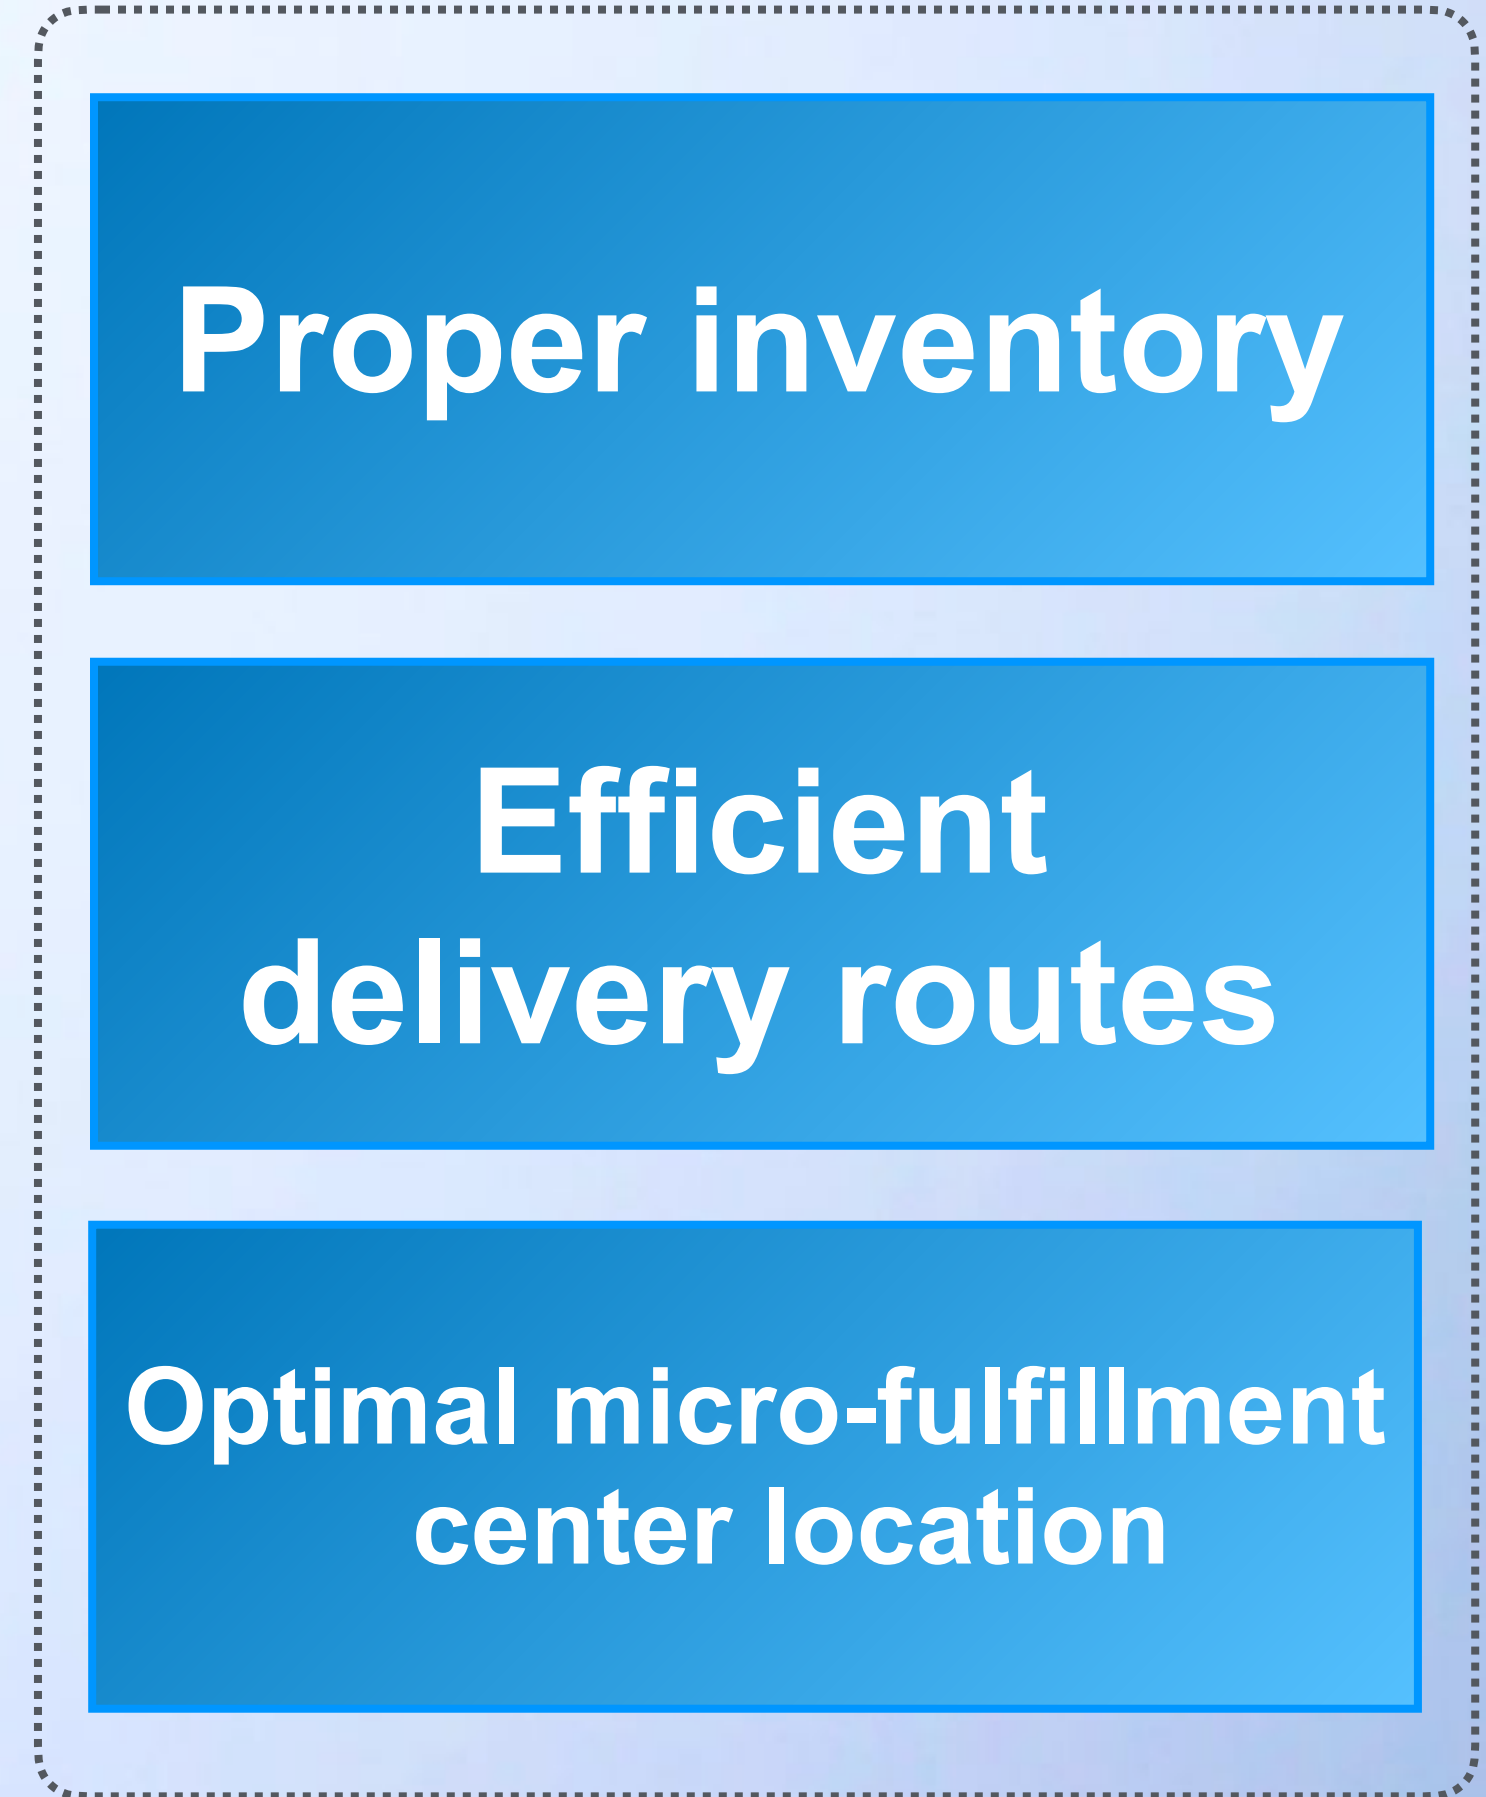 Proper inventory
Efficient
delivery routes
Optimal micro-fulfillment
center location